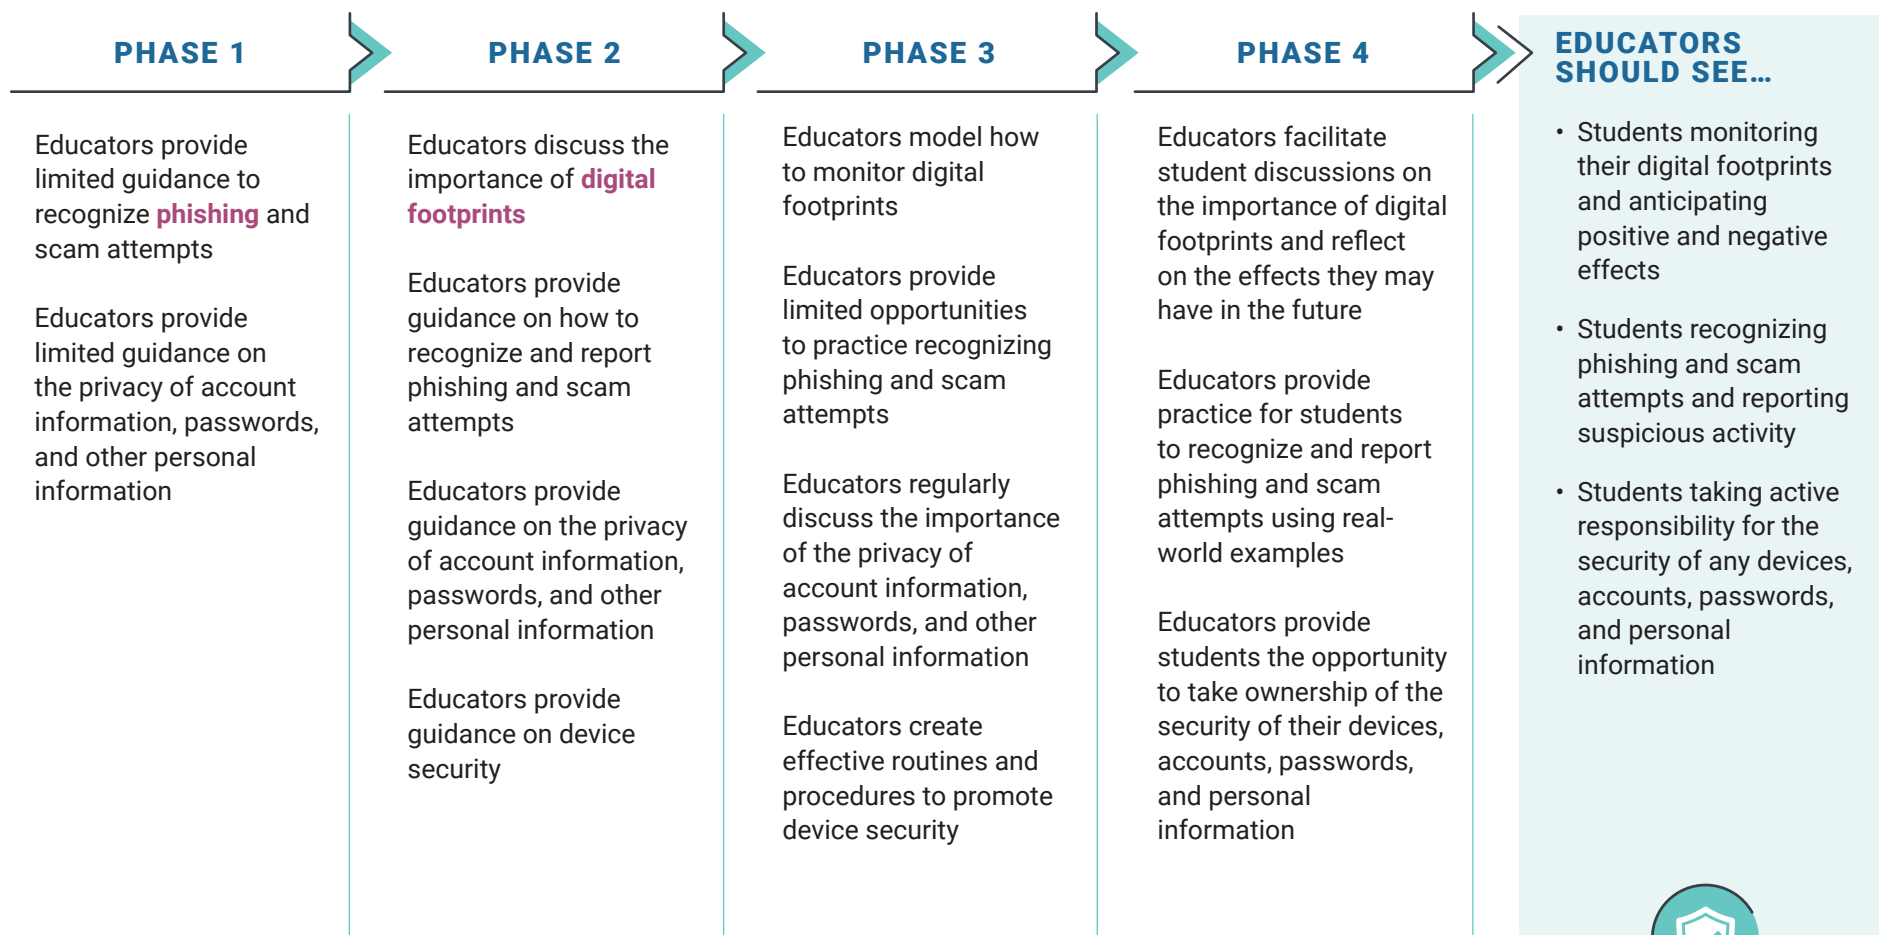 PHASE 1
Educators provide
limited guidance to
recognize phishing and
scam attempts
Educators provide
limited guidance on
the privacy of account
information, passwords,
and other personal
information
PHASE 2
Educators discuss the
importance of digital
footprints
Educators provide
guidance on how to
recognize and report
phishing and scam
attempts
Educators provide
guidance on the privacy
of account information,
passwords, and other
personal information
Educators provide
guidance on device
security
PHASE 3
Educators model how
to monitor digital
footprints
Educators provide
limited opportunities
to practice recognizing
phishing and scam
attempts
Educators regularly
discuss the importance
of the privacy of
account information,
passwords, and other
personal information
Educators create
effective routines and
procedures to promote
device security
PHASE 4
Educators facilitate
student discussions on
the importance of digital
footprints and reflect
on the effects they may
have in the future
Educators provide
practice for students
to recognize and report
phishing and scam
attempts using real-
world examples
Educators provide
students the opportunity
to take ownership of the
security of their devices,
accounts, passwords,
and personal
information
EDUCATORS
SHOULD SEE…
• Students monitoring
their digital footprints
and anticipating
positive and negative
effects
• Students recognizing
phishing and scam
attempts and reporting
suspicious activity
• Students taking active
responsibility for the
security of any devices,
accounts, passwords,
and personal
information